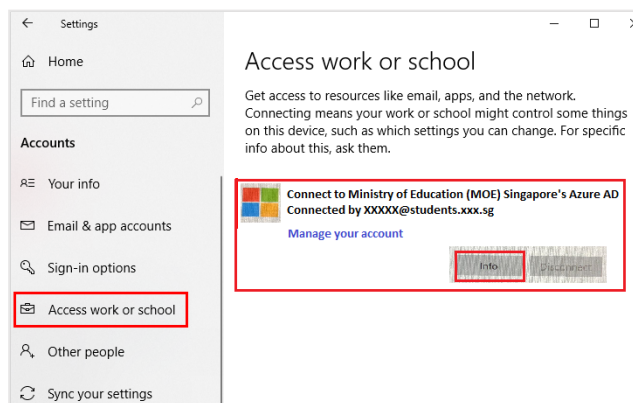 Settings
Home
Find a setting
Accounts
Your info
Email & app accounts
Sign-in options
Access work or school
Other people
Sync your settings
Access work or school
Get access to resources like email, apps, and the network.
Connecting means your work or school might control some things
on this device, such as which settings you can change. For specific
info about this, ask them.
Connect to Ministry of Education (MOE) Singapore's Azure AD
Connected by XXXXX@students.xxx.sg
Manage your account
Info Disconnect